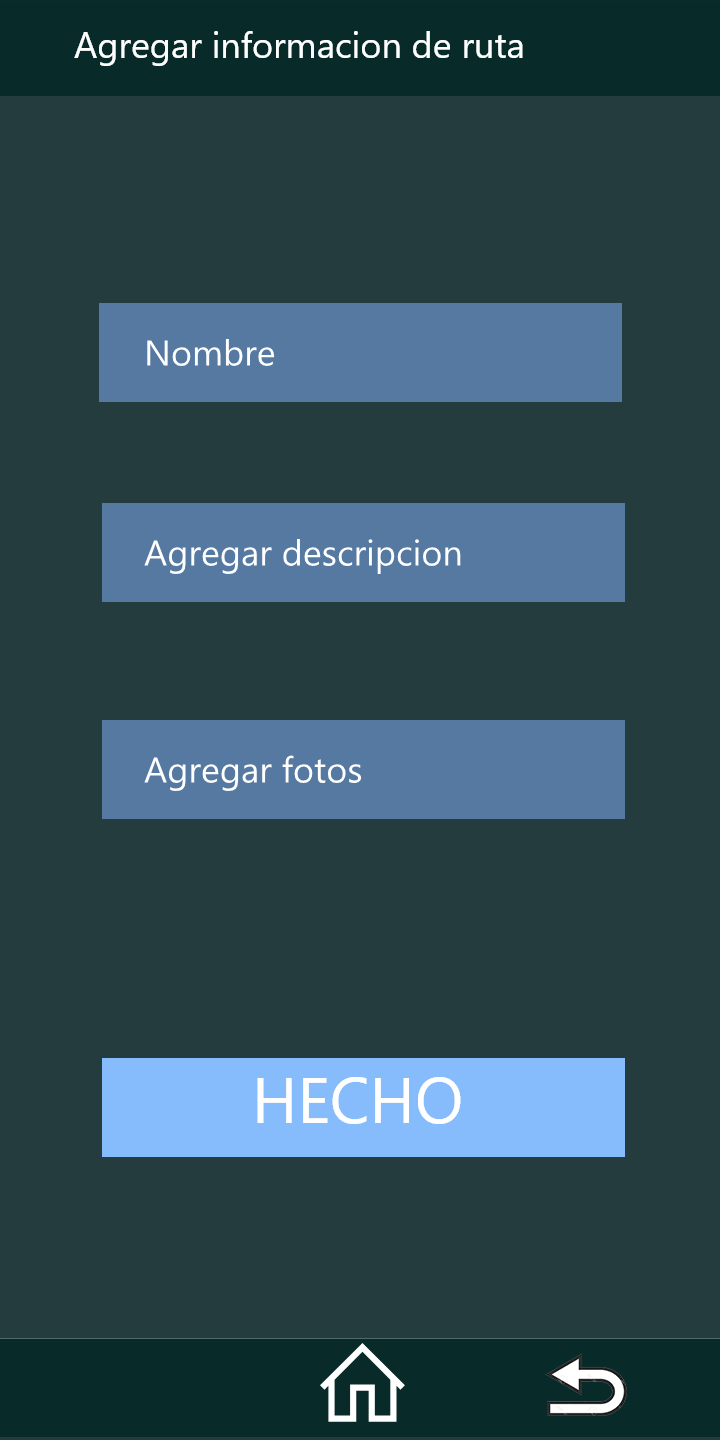 Agregar informacion de ruta
Nombre
Agregar descripcion
Agregar fotos
HECHO